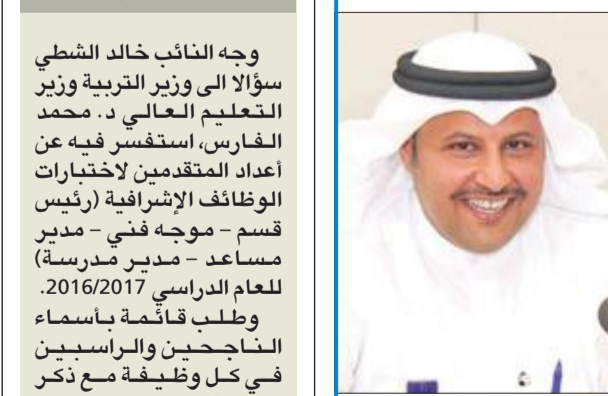 وجه النائب خالد الشطي
سؤالا الى وزير التربية وزير
التعليم العالي د. محمد
الفارس، استفسر فيه عن
أعداد المتقدمين لاختبارات
الوظائف الإشرافية (رئيس
قسم – موجه فني – مدير
مساعد – مدير مدرسة)
للعام الدراسي 2016/2017.
وطلب قائمة بأسماء
الناجحين والراسبين
في كل وظيفة مع ذكر